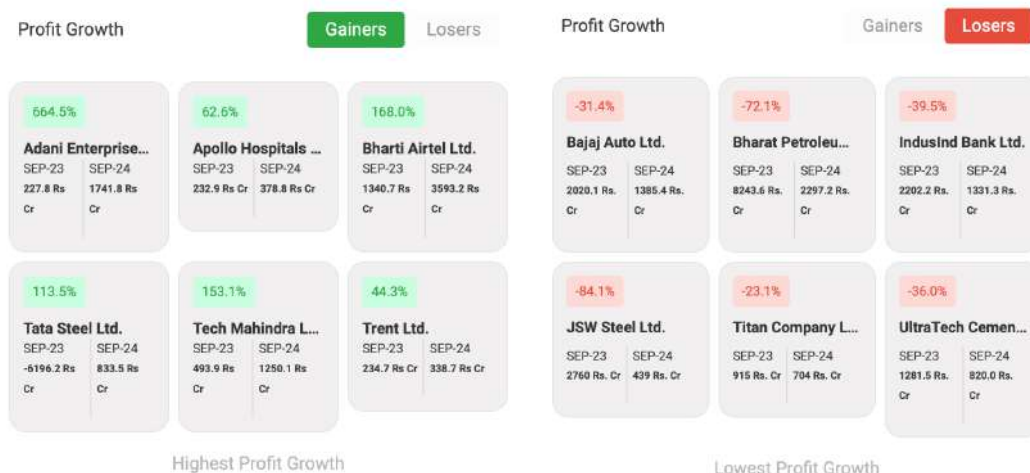 Profit Growth
Gainers
Losers
664.5%
Adani Enterprise...
SEP-23
SEP-24
227.8 Rs
Cr
1741.8 Rs
Cr
62.6%
Apollo Hospitals ...
SEP-23
SEP-24
232.9 Rs Cr
378.8 Rs Cr
168.0%
Bharti Airtel Ltd.
SEP-23
SEP-24
1340.7 Rs
Cr
3593.2 Rs
Cr
113.5%
Tata Steel Ltd.
SEP-23
SEP-24
-6196.2 Rs
Cr
833.5 Rs
Cr
153.1%
Tech Mahindra L...
SEP-23
SEP-24
493.9 Rs
Cr
1250.1 Rs
Cr
44.3%
Trent Ltd.
SEP-23
SEP-24
234.7 Rs Cr
338.7 Rs Cr
Highest Profit Growth
Profit Growth
Gainers
Losers
-31.4%
Bajaj Auto Ltd.
SEP-23
SEP-24
2020.1 Rs.
Cr
1385.4 Rs.
Cr
-72.1%
Bharat Petroleu...
SEP-23
SEP-24
8243.6 Rs.
Cr
2297.2 Rs.
Cr
-39.5%
IndusInd Bank Ltd.
SEP-23
SEP-24
2202.2 Rs.
Cr
1331.3 Rs.
Cr
-84.1%
JSW Steel Ltd.
SEP-23
SEP-24
2760 Rs. Cr
439 Rs. Cr
-23.1%
Titan Company L...
SEP-23
SEP-24
915 Rs. Cr
704 Rs. Cr
-36.0%
UltraTech Cemen...
SEP-23
SEP-24
1281.5 Rs.
Cr
820.0 Rs.
Cr
Lowest Profit Growth